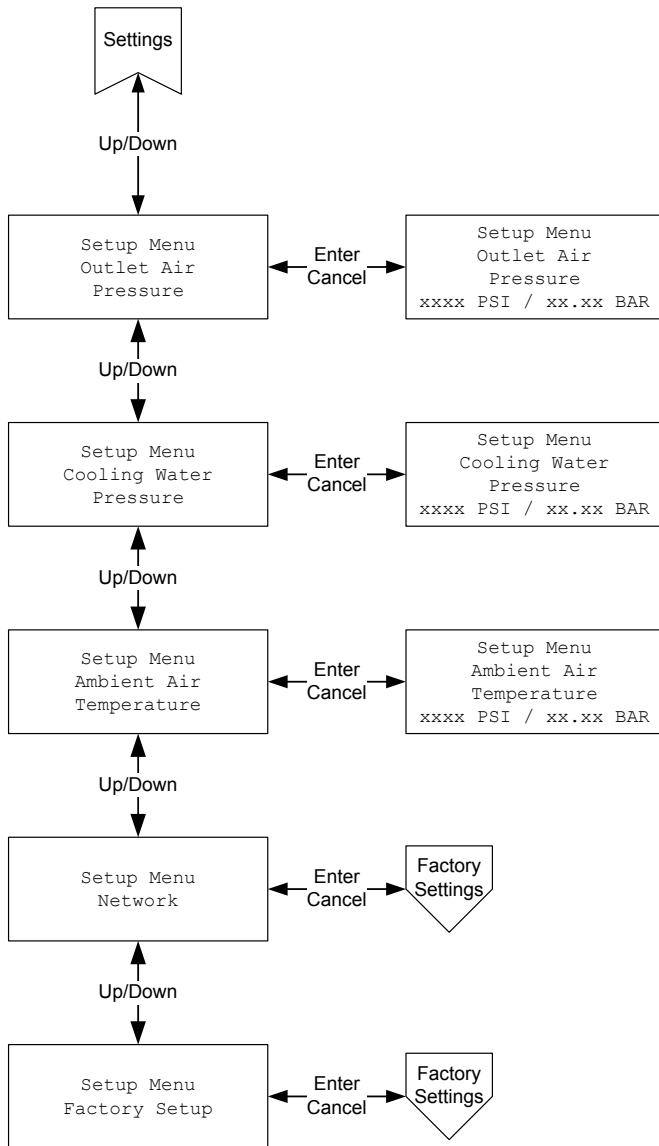 Settings
Up/Down
Setup Menu
Outlet Air
Pressure
Enter
Cancel
Setup Menu
Outlet Air
Pressure
xxxx PSI / xx.xx BAR
Up/Down
Setup Menu
Cooling Water
Pressure
Enter
Cancel
Setup Menu
Cooling Water
Pressure
xxxx PSI / xx.xx BAR
Up/Down
Setup Menu
Ambient Air
Temperature
Enter
Cancel
Setup Menu
Ambient Air
Temperature
xxxx PSI / xx.xx BAR
Up/Down
Setup Menu
Network
Enter
Cancel
Factory
Settings
Up/Down
Setup Menu
Factory Setup
Enter
Cancel
Factory
Settings